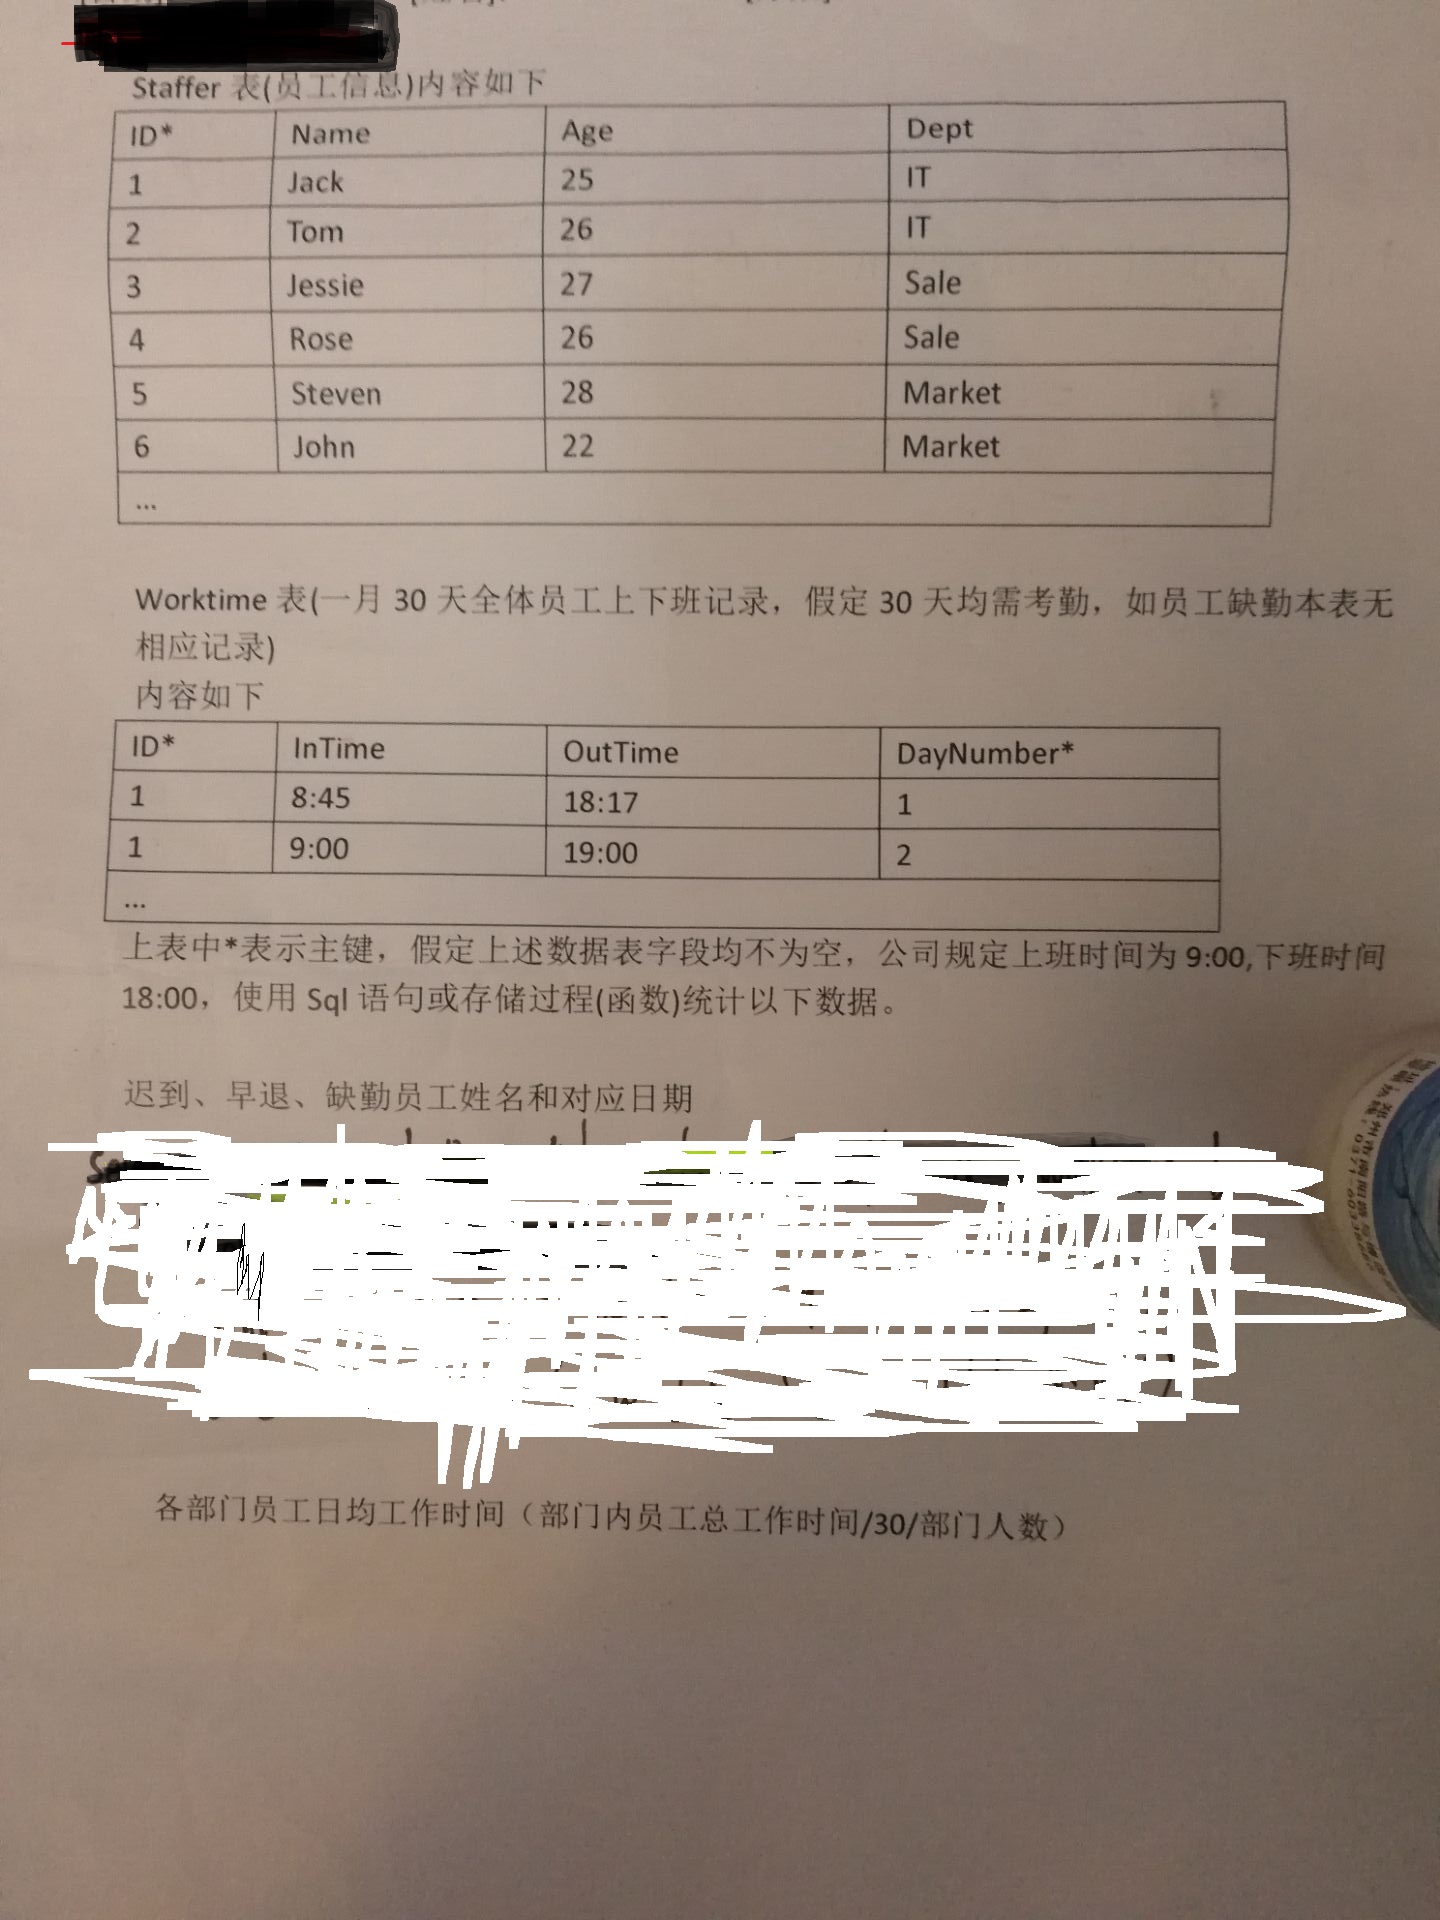 Staffer 表(员工信息)内容如下
ID* Name Age Dept
1 Jack 25 IT
2 Tom 26 IT
3 Jessie 27 Sale
4 Rose 26 Sale
5 Steven 28 Market
6 John 22 Market
...
Worktime 表(一月 30 天全体员工上下班记录，假定 30 天均需考勤，如员工缺勤本表无
相应记录)
内容如下
ID* InTime OutTime DayNumber*
1 8:45 18:17 1
1 9:00 19:00 2
...
上表中*表示主键，假定上述数据表字段均不为空，公司规定上班时间为 9:00,下班时间
18:00，使用 Sql 语句或存储过程(函数)统计以下数据。
迟到、早退、缺勤员工姓名和对应日期
各部门员工日均工作时间（部门内员工总工作时间/30/部门人数）